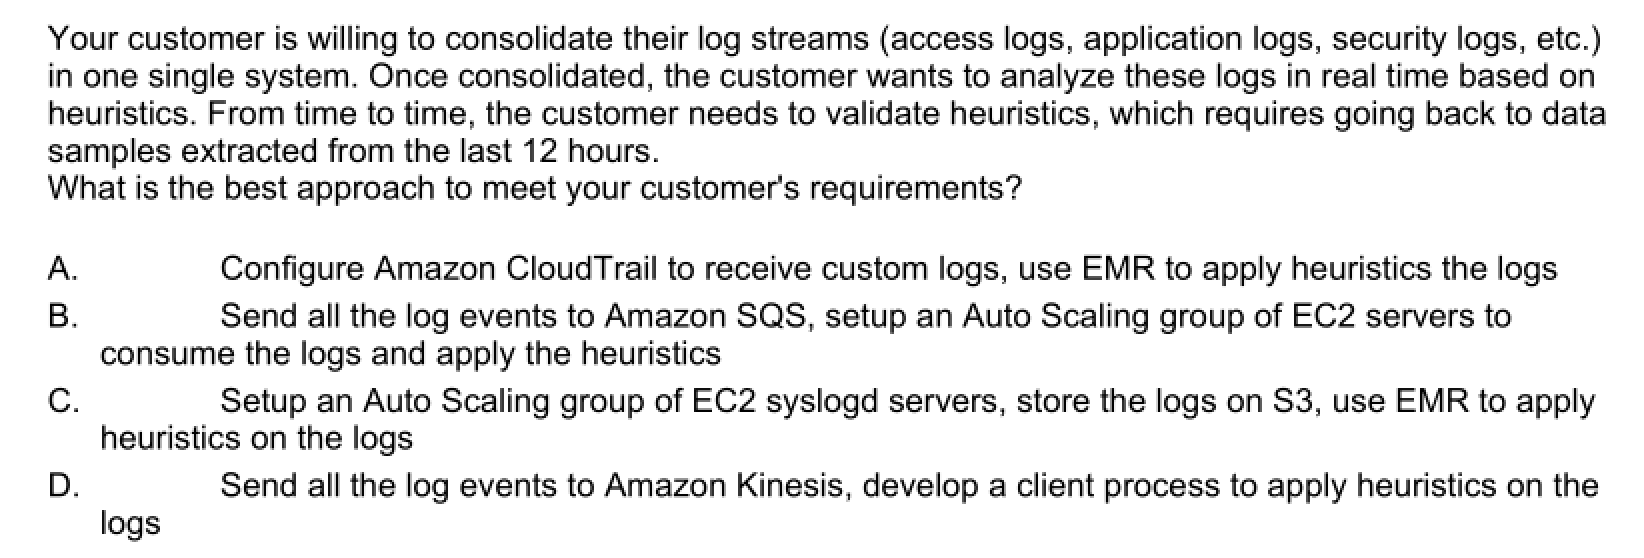 Your customer is willing to consolidate their log streams (access logs, application logs, security logs, etc.)
in one single system. Once consolidated, the customer wants to analyze these logs in real time based on
heuristics. From time to time, the customer needs to validate heuristics, which requires going back to data
samples extracted from the last 12 hours.
What is the best approach to meet your customer's requirements?
A. Configure Amazon CloudTrail to receive custom logs, use EMR to apply heuristics the logs
B. Send all the log events to Amazon SQS, setup an Auto Scaling group of EC2 servers to
consume the logs and apply the heuristics
C. Setup an Auto Scaling group of EC2 syslogd servers, store the logs on S3, use EMR to apply
heuristics on the logs
D. Send all the log events to Amazon Kinesis, develop a client process to apply heuristics on the
logs